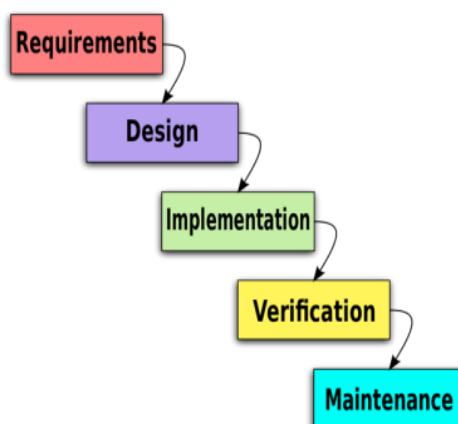 Requirements
Design
Implementation
Verification
Maintenance